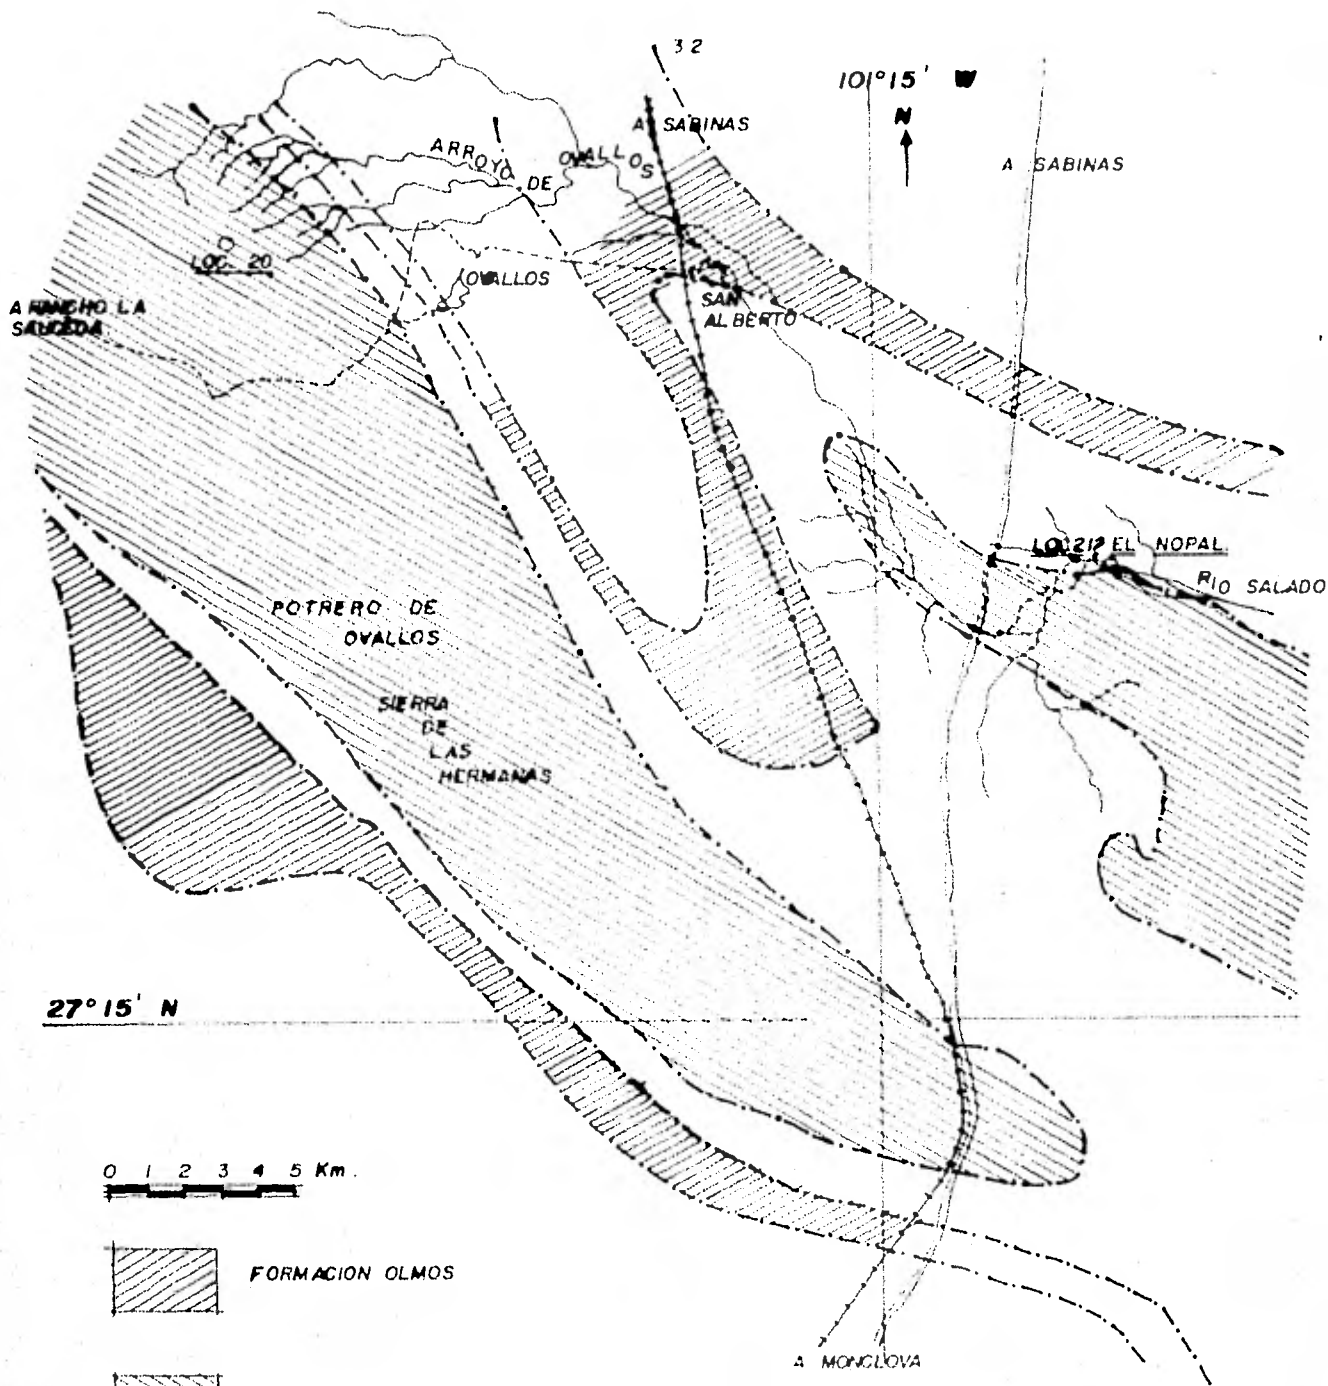 32
101°15' W
N
A SABINAS
A SABINAS
ARROYO DE OVALLOS
LOC. 20
OVALLOS
A RANCHO LA
SAUCEDA
SAN
ALBERTO
LOC 212 EL NOPAL
RIO SALADO
POTRERO DE
OVALLOS
SIERRA
DE
LAS
HERMANAS
27°15' N
0 1 2 3 4 5 Km.
FORMACION OLMOS
A MONCLOVA